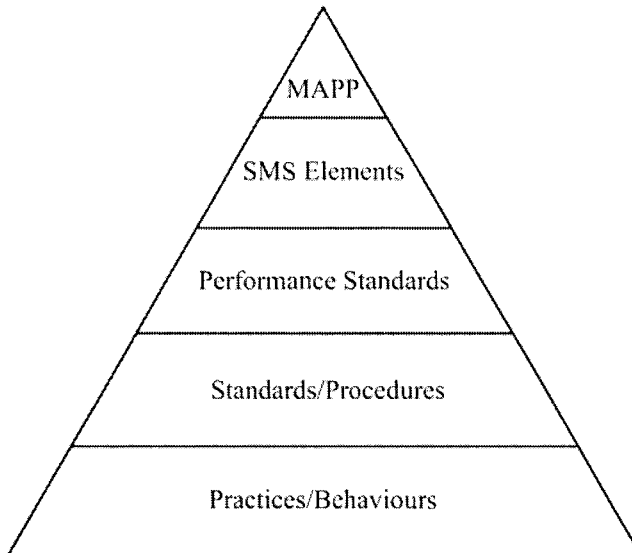 MAPP
SMS Elements
Performance Standards
Standards/Procedures
Practices/Behaviours